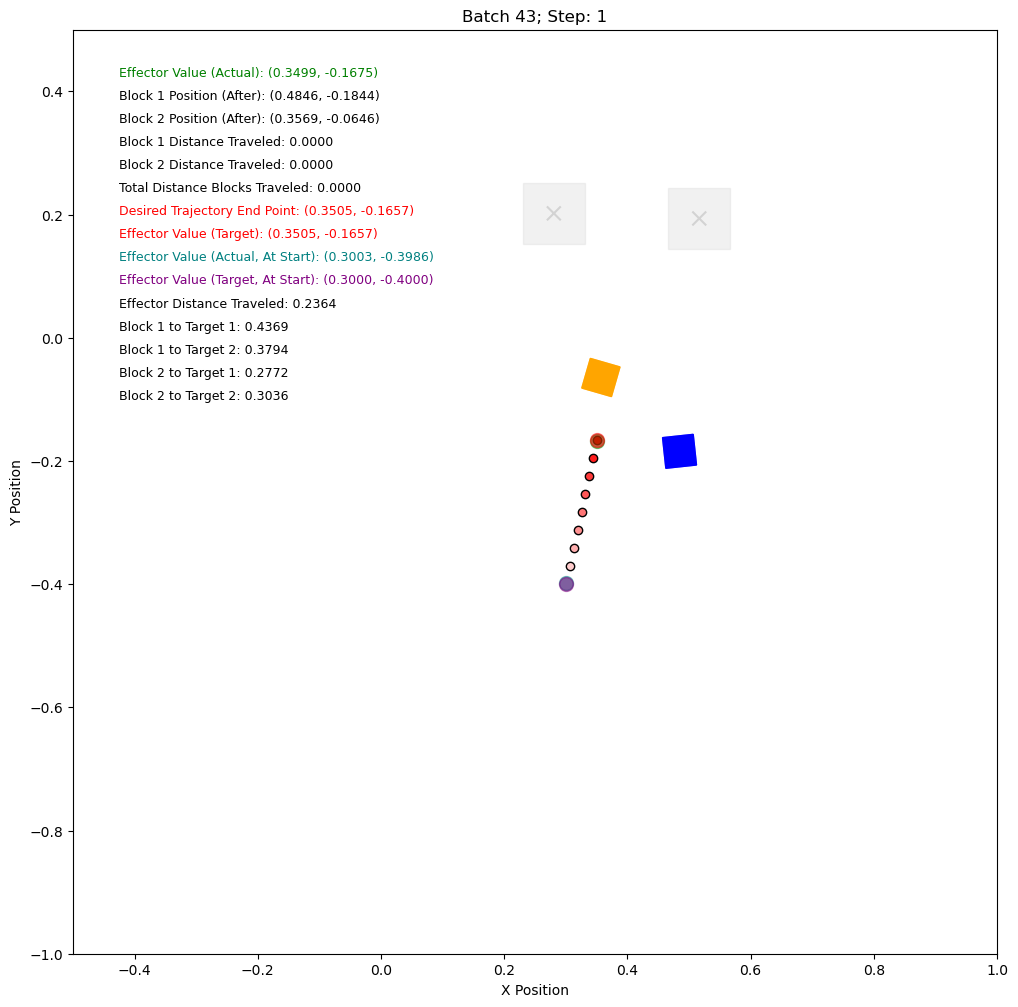 Batch 43; Step: 1
Effector Value (Actual): (0.3499, -0.1675)
Block 1 Position (After): (0.4846, -0.1844)
Block 2 Position (After): (0.3569, -0.0646)
Block 1 Distance Traveled: 0.0000
Block 2 Distance Traveled: 0.0000
Total Distance Blocks Traveled: 0.0000
Desired Trajectory End Point: (0.3505, -0.1657)
Effector Value (Target): (0.3505, -0.1657)
Effector Value (Actual, At Start): (0.3003, -0.3986)
Effector Value (Target, At Start): (0.3000, -0.4000)
Effector Distance Traveled: 0.2364
Block 1 to Target 1: 0.4369
Block 1 to Target 2: 0.3794
Block 2 to Target 1: 0.2772
Block 2 to Target 2: 0.3036
Y Position
0.4
0.2
0.0
−0.2
−0.4
−0.6
−0.8
−1.0
−0.4 −0.2 0.0 0.2 0.4 0.6 0.8 1.0
X Position